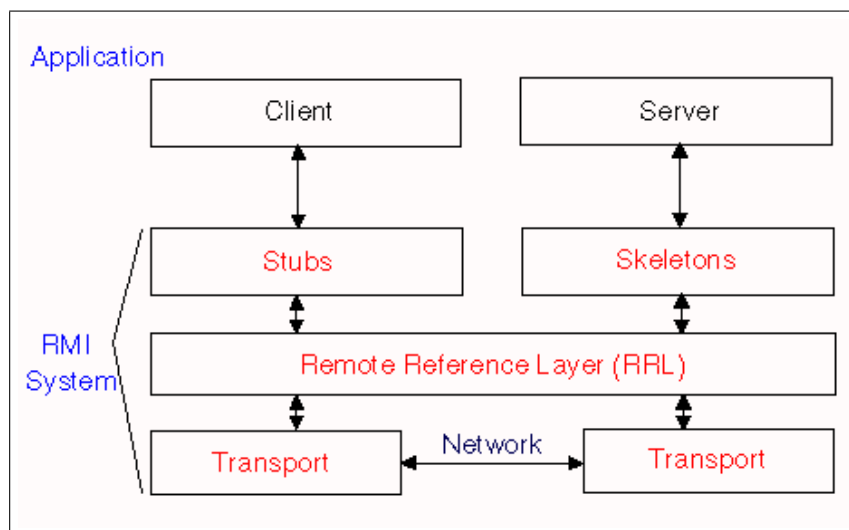 Application
Client
Server
Stubs
Skeletons
RMI
System
Remote Reference Layer (RRL)
Network
Transport
Transport